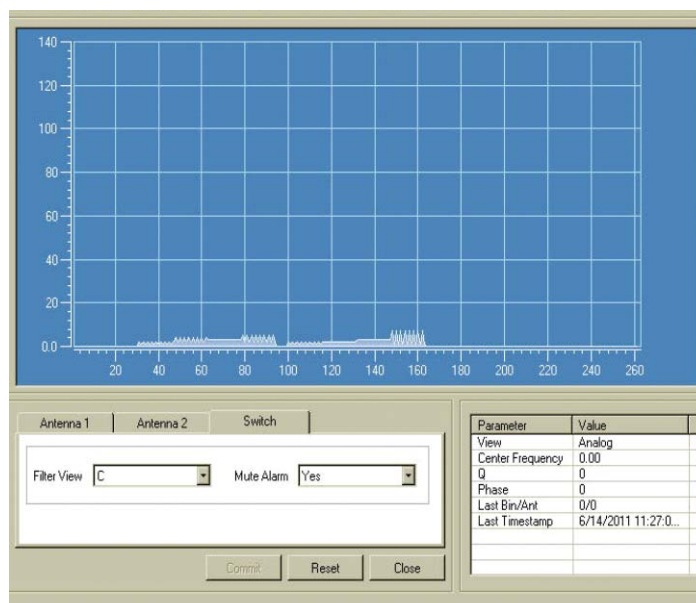 140
120
100
80
60
40
20
0.0
20 40 60 80 100 120 140 160 180 200 220 240 260
Antenna 1 Antenna 2 Switch
Filter View C Mute Alarm Yes
Commit Reset Close
Parameter Value
View Analog
Center Frequency 0.00
Q 0
Phase 0
Last Bin/Ant 0/0
Last Timestamp 6/14/2011 11:27:0...